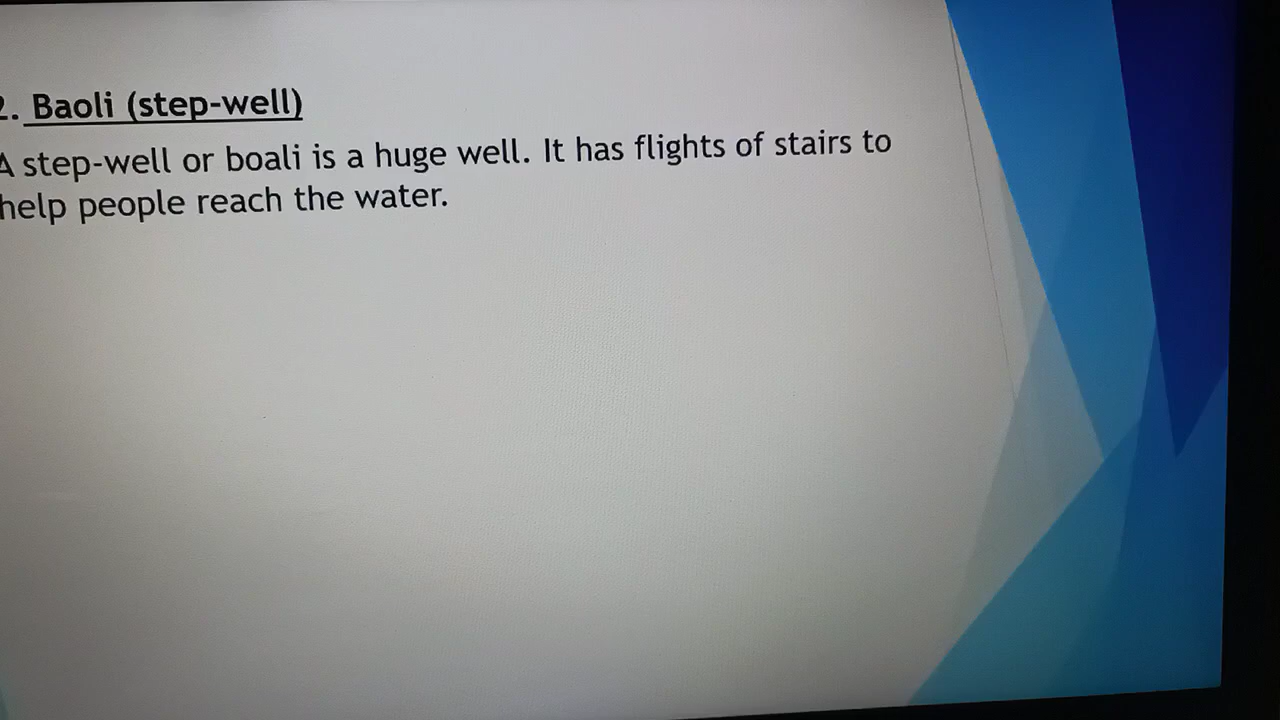 2. Baoli (step-well)
A step-well or boali is a huge well. It has flights of stairs to
help people reach the water.